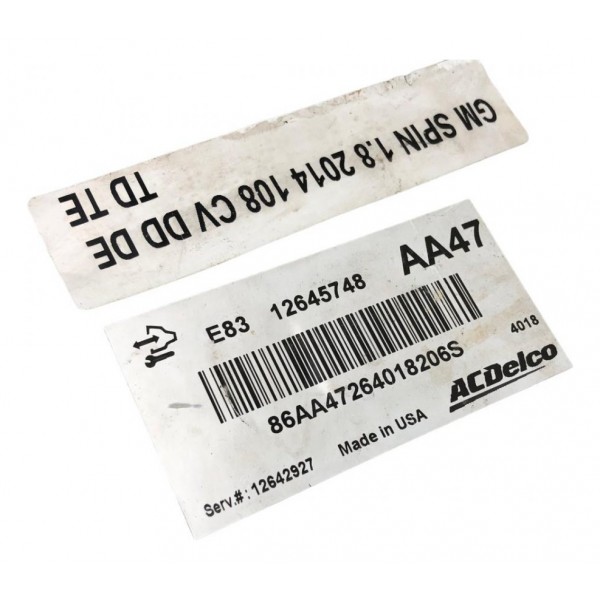 GM SPIN 1.8 2014 108 CV DD DE
TD TE
E83 12645748 AA47
86AA47264018206S
4018
ACDelco
Serv.#: 12642927 Made in USA